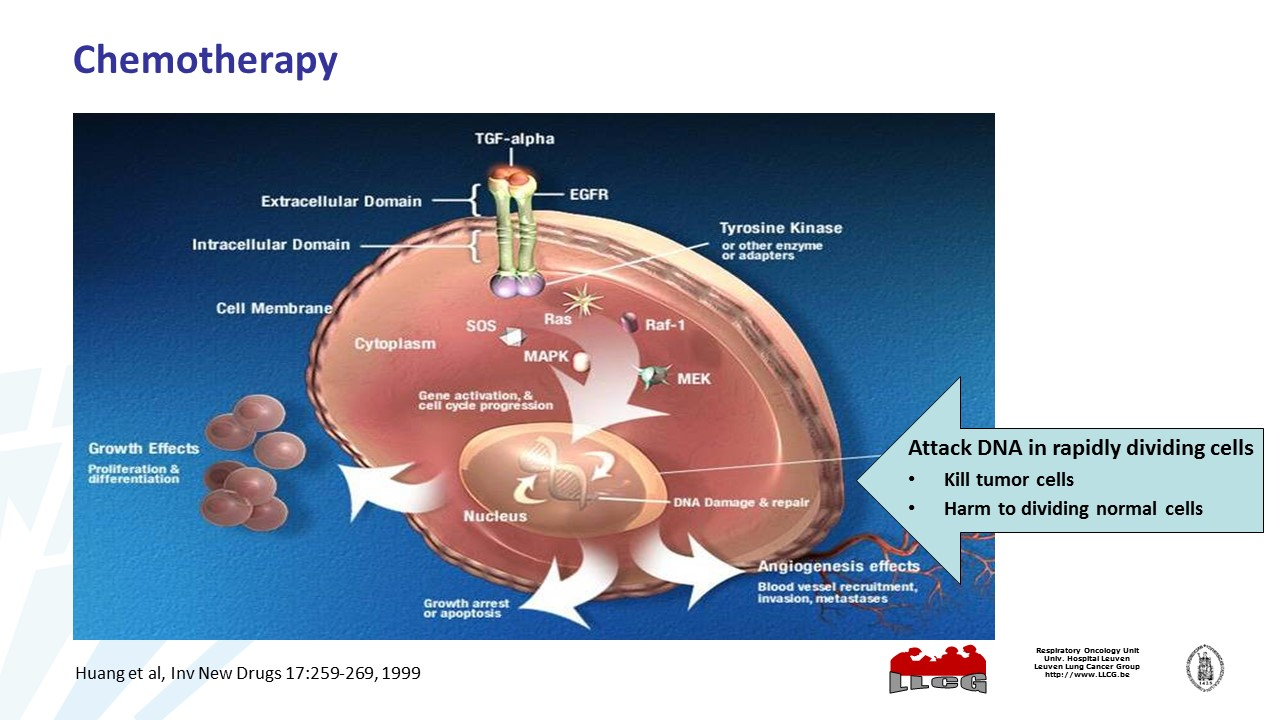 Chemotherapy
TGF-alpha
Extracellular Domain
EGFR
Intracellular Domain
Tyrosine Kinase
or other enzyme
or adapters
Cell Membrane
SOS
Ras
Raf-1
Cytoplasm
MAPK
MEK
Gene activation, &
cell cycle progression
Growth Effects
Proliferation &
differentiation
Nucleus
DNA Damage & repair
Attack DNA in rapidly dividing cells
• Kill tumor cells
• Harm to dividing normal cells
Angiogenesis effects
Blood vessel recruitment,
invasion, metastases
Growth arrest
or apoptosis
Huang et al, Inv New Drugs 17:259-269, 1999
LLCG
Respiratory Oncology Unit
Univ. Hospital Leuven
Leuven Lung Cancer Group
http://www.LLCG.be